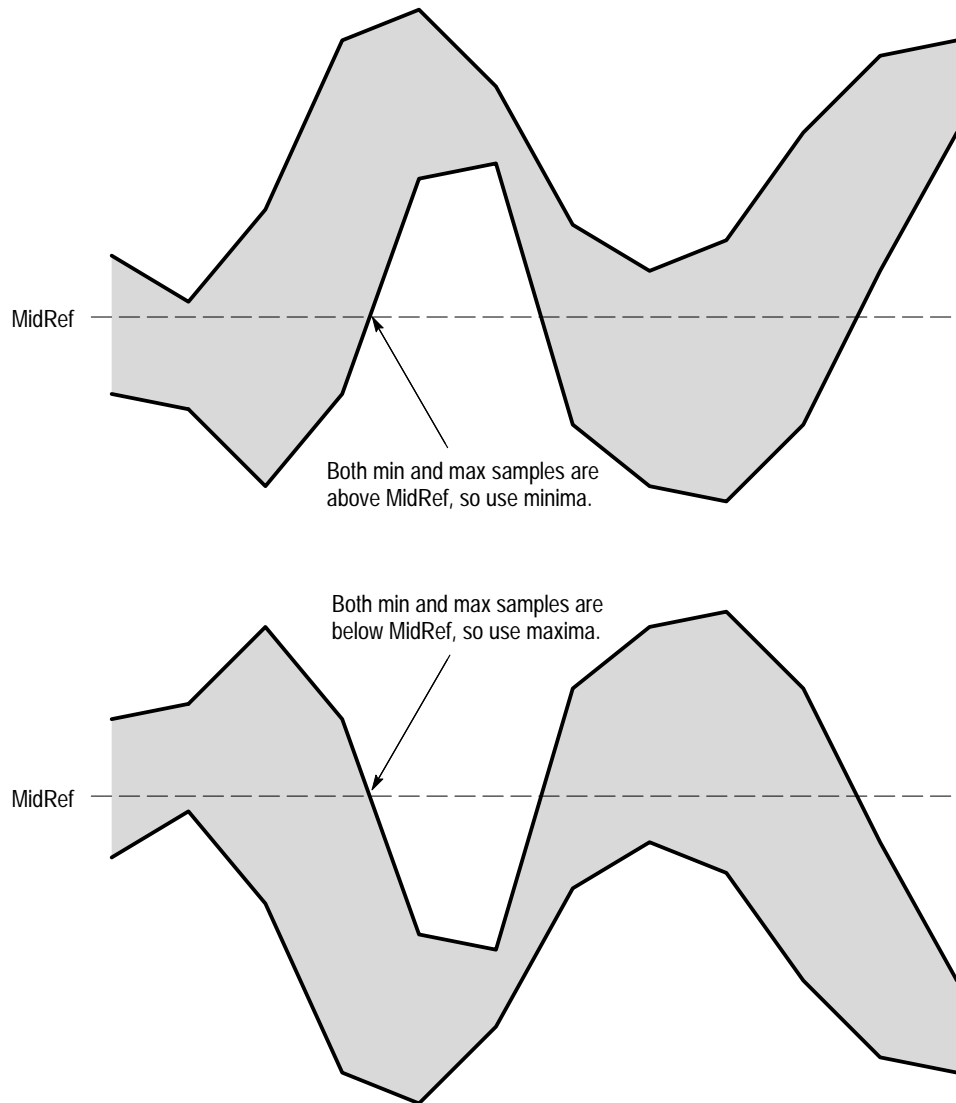 MidRef
Both min and max samples are
above MidRef, so use minima.
Both min and max samples are
below MidRef, so use maxima.
MidRef